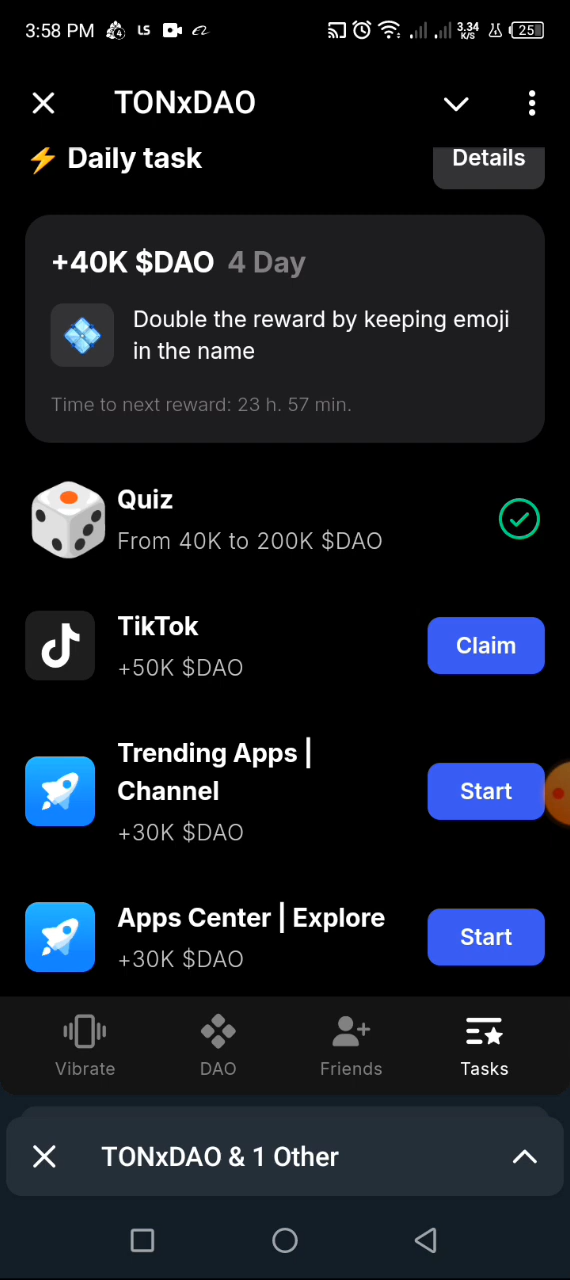 3:58 PM
4
LS
3.34
K/S
25
TONxDAO
Daily task
Details
+40K $DAO 4 Day
Double the reward by keeping emoji
in the name
Time to next reward: 23 h. 57 min.
Quiz
From 40K to 200K $DAO
TikTok
+50K $DAO
Claim
Trending Apps |
Channel
+30K $DAO
Start
Apps Center | Explore
+30K $DAO
Start
Vibrate
DAO
Friends
Tasks
TONxDAO & 1 Other